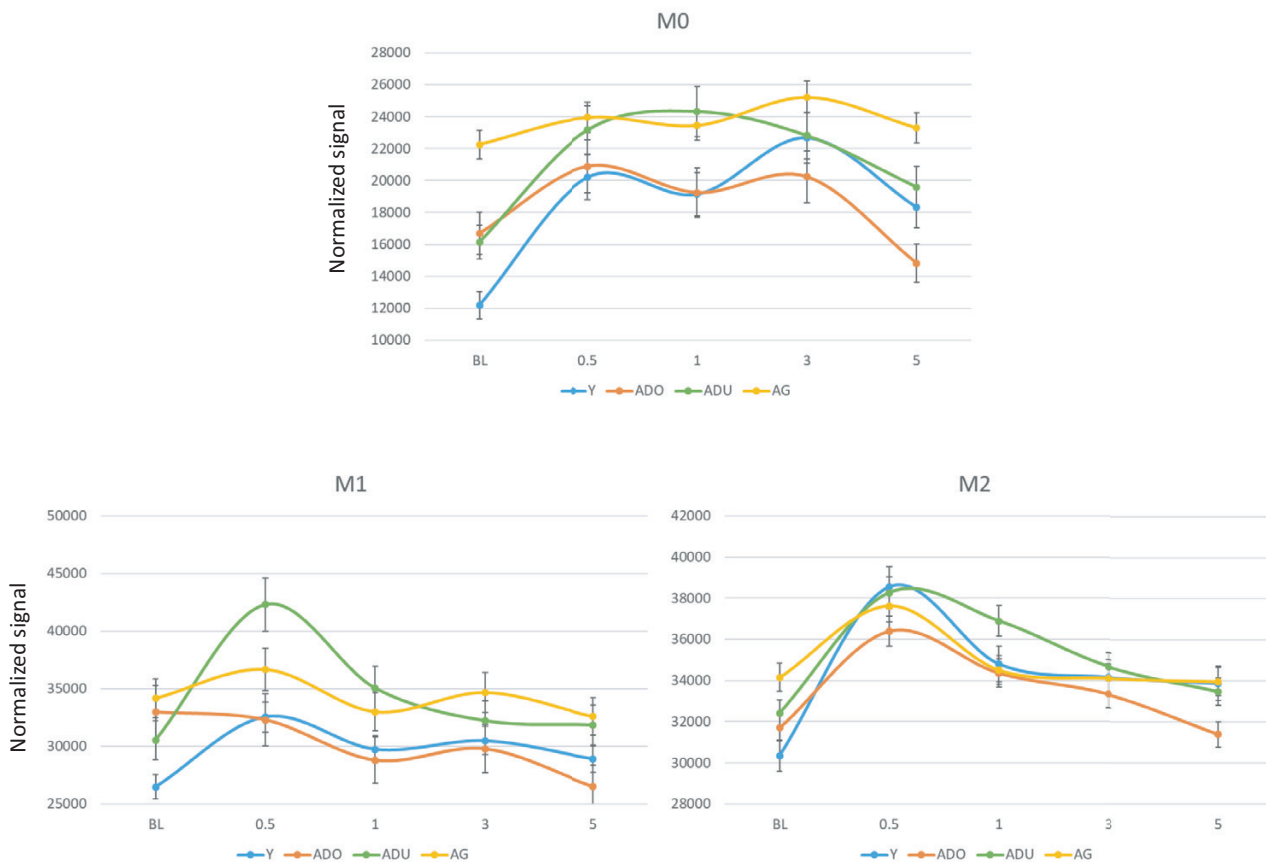 M0
Normalized signal
28000
26000
24000
22000
20000
18000
16000
14000
12000
10000
BL 0.5 1 3 5
Y ADO ADU AG
M1
Normalized signal
50000
45000
40000
35000
30000
25000
BL 0.5 1 3 5
Y ADO ADU AG
M2
42000
40000
38000
36000
34000
32000
30000
28000
BL 0.5 1 3 5
Y ADO ADU AG